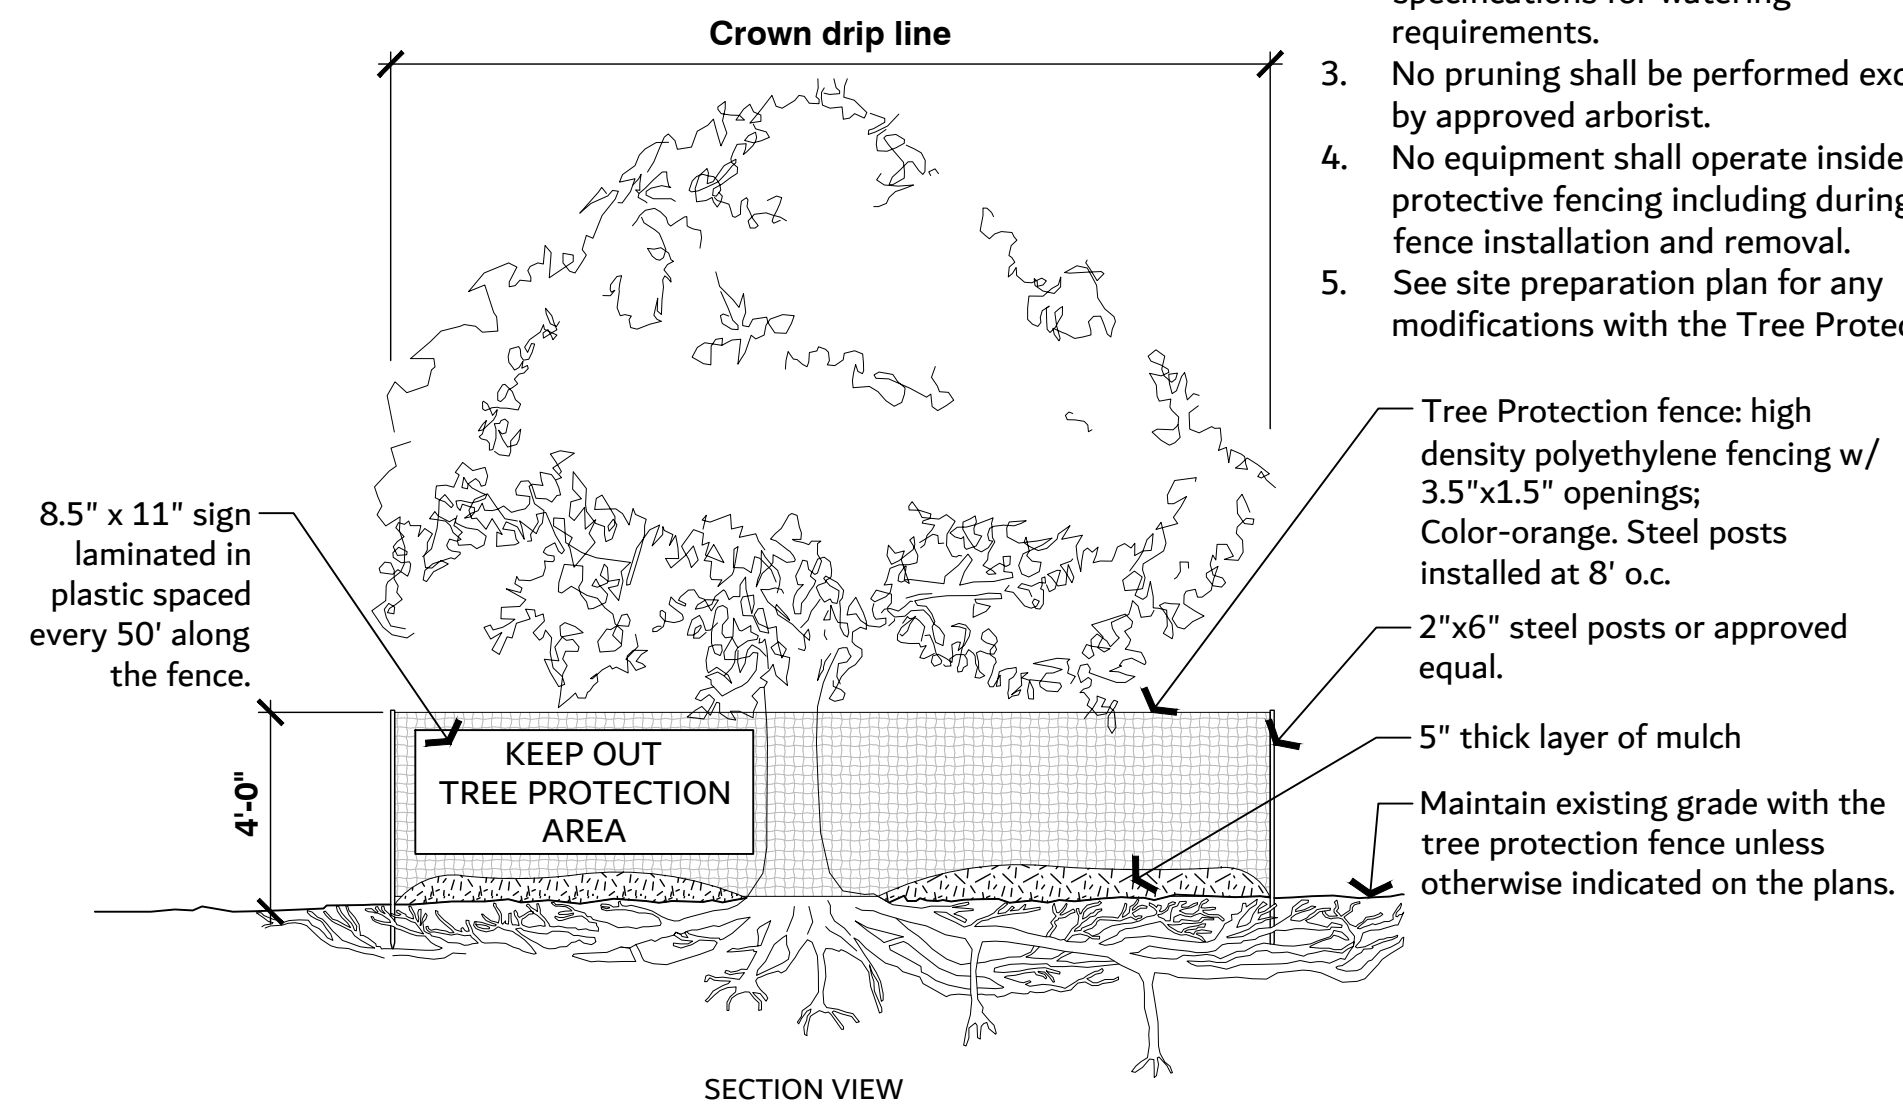 specifications for watering
requirements.
3. No pruning shall be performed
by approved arborist.
4. No equipment shall operate inside
protective fencing including during
fence installation and removal.
5. See site preparation plan for any
modifications with the Tree
Crown drip line
8.5" x 11" sign
laminated in
plastic spaced
every 50' along
the fence.
4'-0"
KEEP OUT
TREE PROTECTION
AREA
Tree Protection fence: high
density polyethylene fencing w/
3.5"x1.5" openings;
Color-orange. Steel posts
installed at 8' o.c.
2"x6" steel posts or approved
equal.
5" thick layer of mulch
Maintain existing grade with the
tree protection fence unless
otherwise indicated on the plans.
SECTION VIEW